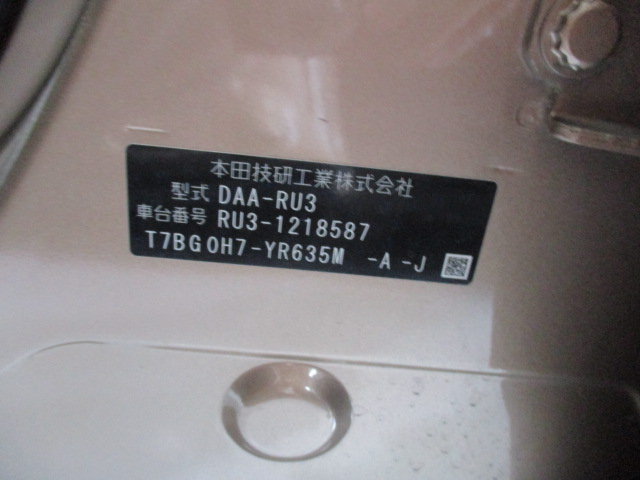 本田技研工業株式会社
型式 DAA-RU3
車台番号 RU3-1218587
T7BG0H7-YR635M -A -J